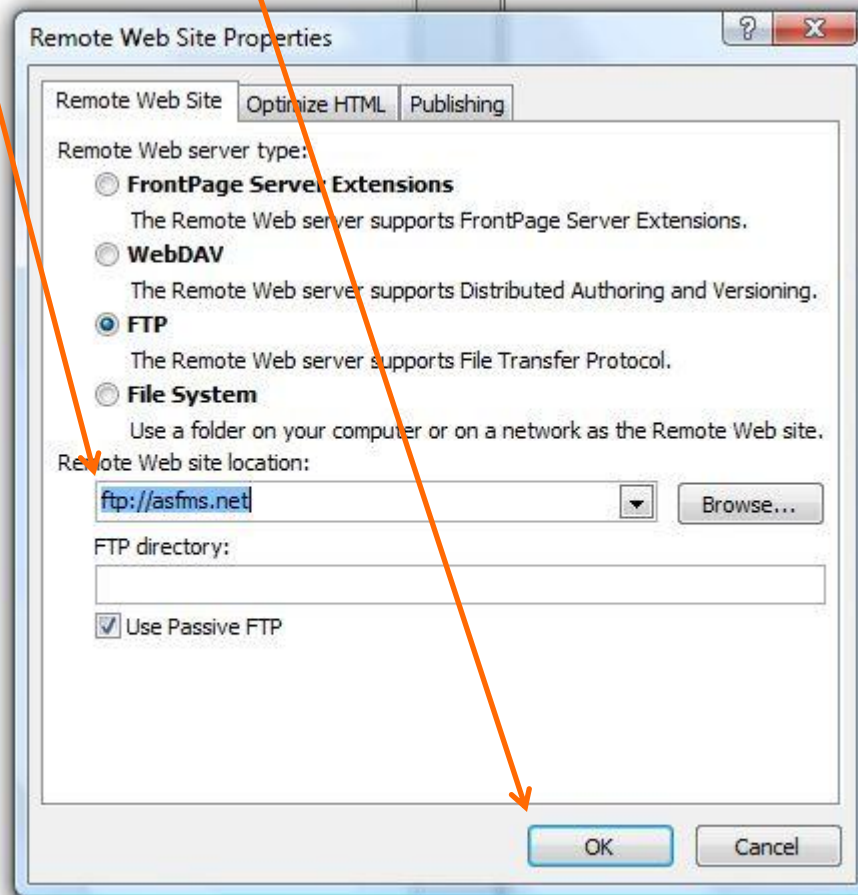 Remote Web Site Properties
Remote Web Site Optimize HTML Publishing
Remote Web server type:
FrontPage Server Extensions
The Remote Web server supports FrontPage Server Extensions.
WebDAV
The Remote Web server supports Distributed Authoring and Versioning.
FTP
The Remote Web server supports File Transfer Protocol.
File System
Use a folder on your computer or on a network as the Remote Web site.
Remote Web site location:
ftp://asfms.net Browse...
FTP directory:
Use Passive FTP
OK Cancel